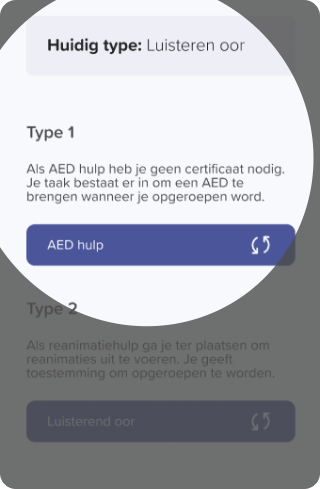 Huidig type: Luisteren oor
Type 1
Als AED hulp heb je geen certificaat nodig.
Je taak bestaat er in om een AED te
brengen wanneer je opgeroepen word.
AED hulp
Type 2
Als reanimatiehulp ga je ter plaatsen om
reanimaties uit te voeren. Je geeft
toestemming om opgeroepen te worden.
Luisterend oor